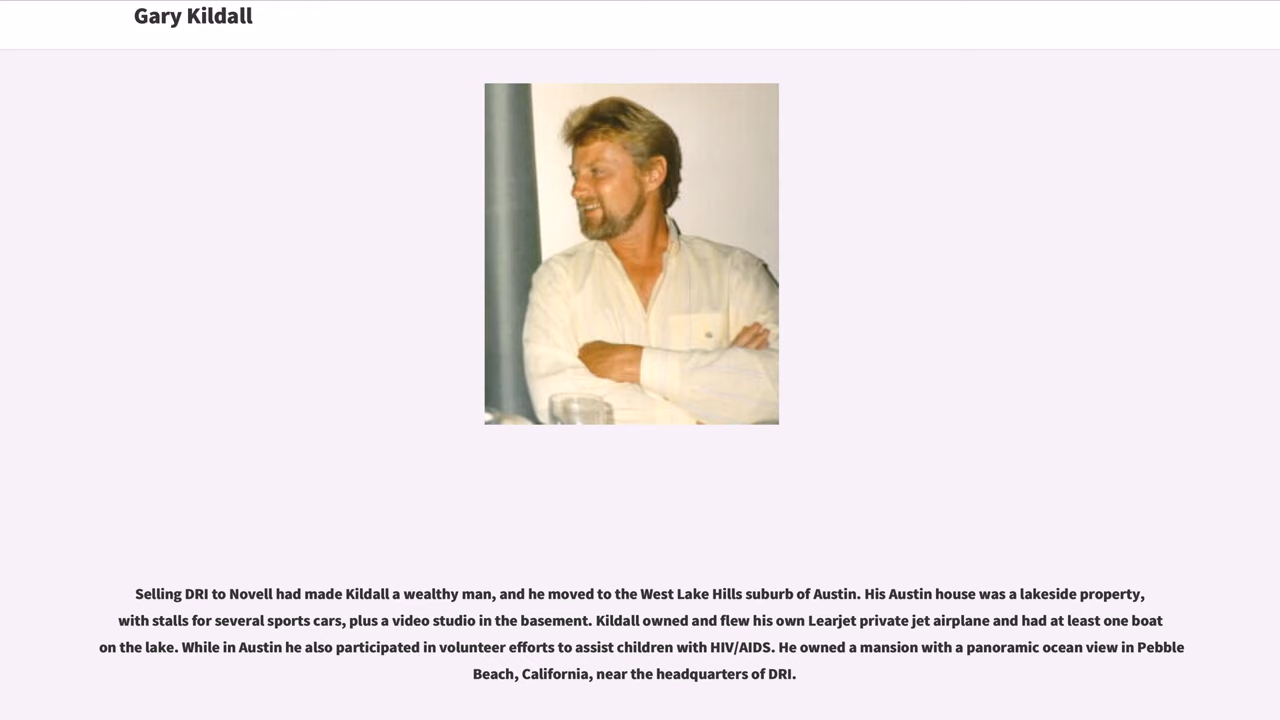 Gary Kildall
Selling DRI to Novell had made Kildall a wealthy man, and he moved to the West Lake Hills suburb of Austin. His Austin house was a lakeside property,
with stalls for several sports cars, plus a video studio in the basement. Kildall owned and flew his own Learjet private jet airplane and had at least one boat
on the lake. While in Austin he also participated in volunteer efforts to assist children with HIV/AIDS. He owned a mansion with a panoramic ocean view in Pebble
Beach, California, near the headquarters of DRI.